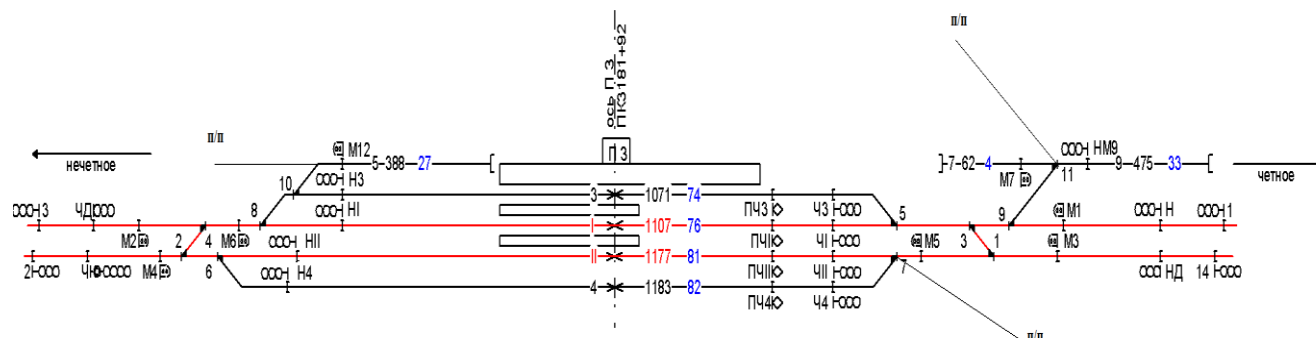 п/п
ось П З
ПК3181+92
п/п
нечетное
М12
5-388-27
П З
7-62-4
НМ9
9-475-33
М7
11
четное
10
Н3
3
1071
74
ПЧ3
Ч3
5
3
ЧД
8
НI
I
1107
76
ПЧI
ЧI
9
М1
Н
1
М2
4
М6
2
НII
М5
3
1
М3
2
Ч
М4
6
II
1177
81
ПЧII
ЧII
7
НД
14
Н4
4
1183
82
ПЧ4
Ч4
п/п